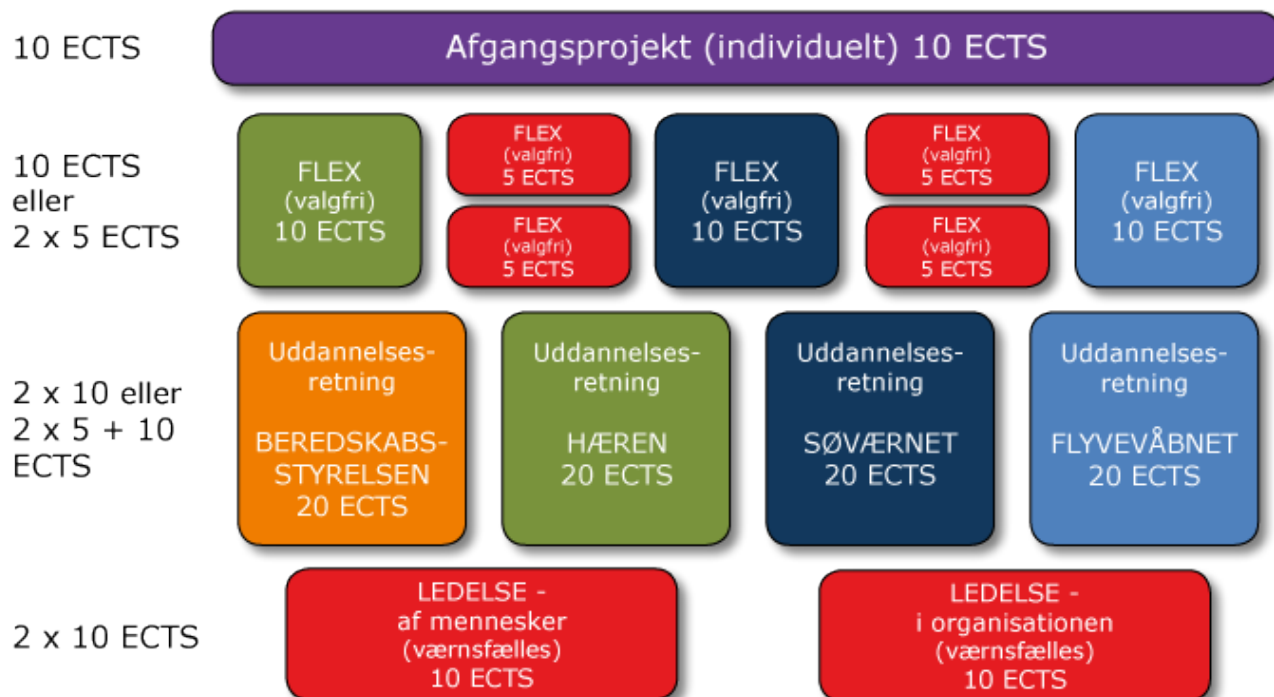 10 ECTS
Afgangsprojekt (individuelt) 10 ECTS
10 ECTS
eller
2 x 5 ECTS
FLEX
(valgfri)
10 ECTS
FLEX
(valgfri)
5 ECTS
FLEX
(valgfri)
5 ECTS
FLEX
(valgfri)
10 ECTS
FLEX
(valgfri)
5 ECTS
FLEX
(valgfri)
5 ECTS
FLEX
(valgfri)
10 ECTS
2 x 10 eller
2 x 5 + 10
ECTS
Uddannelses-
retning
BEREDSKABS-
STYRELSEN
20 ECTS
Uddannelses-
retning
HÆREN
20 ECTS
Uddannelses-
retning
SØVÆRNET
20 ECTS
Uddannelses-
retning
FLYVEVÅBNET
20 ECTS
2 x 10 ECTS
LEDELSE -
af mennesker
(værnsfælles)
10 ECTS
LEDELSE -
i organisationen
(værnsfælles)
10 ECTS